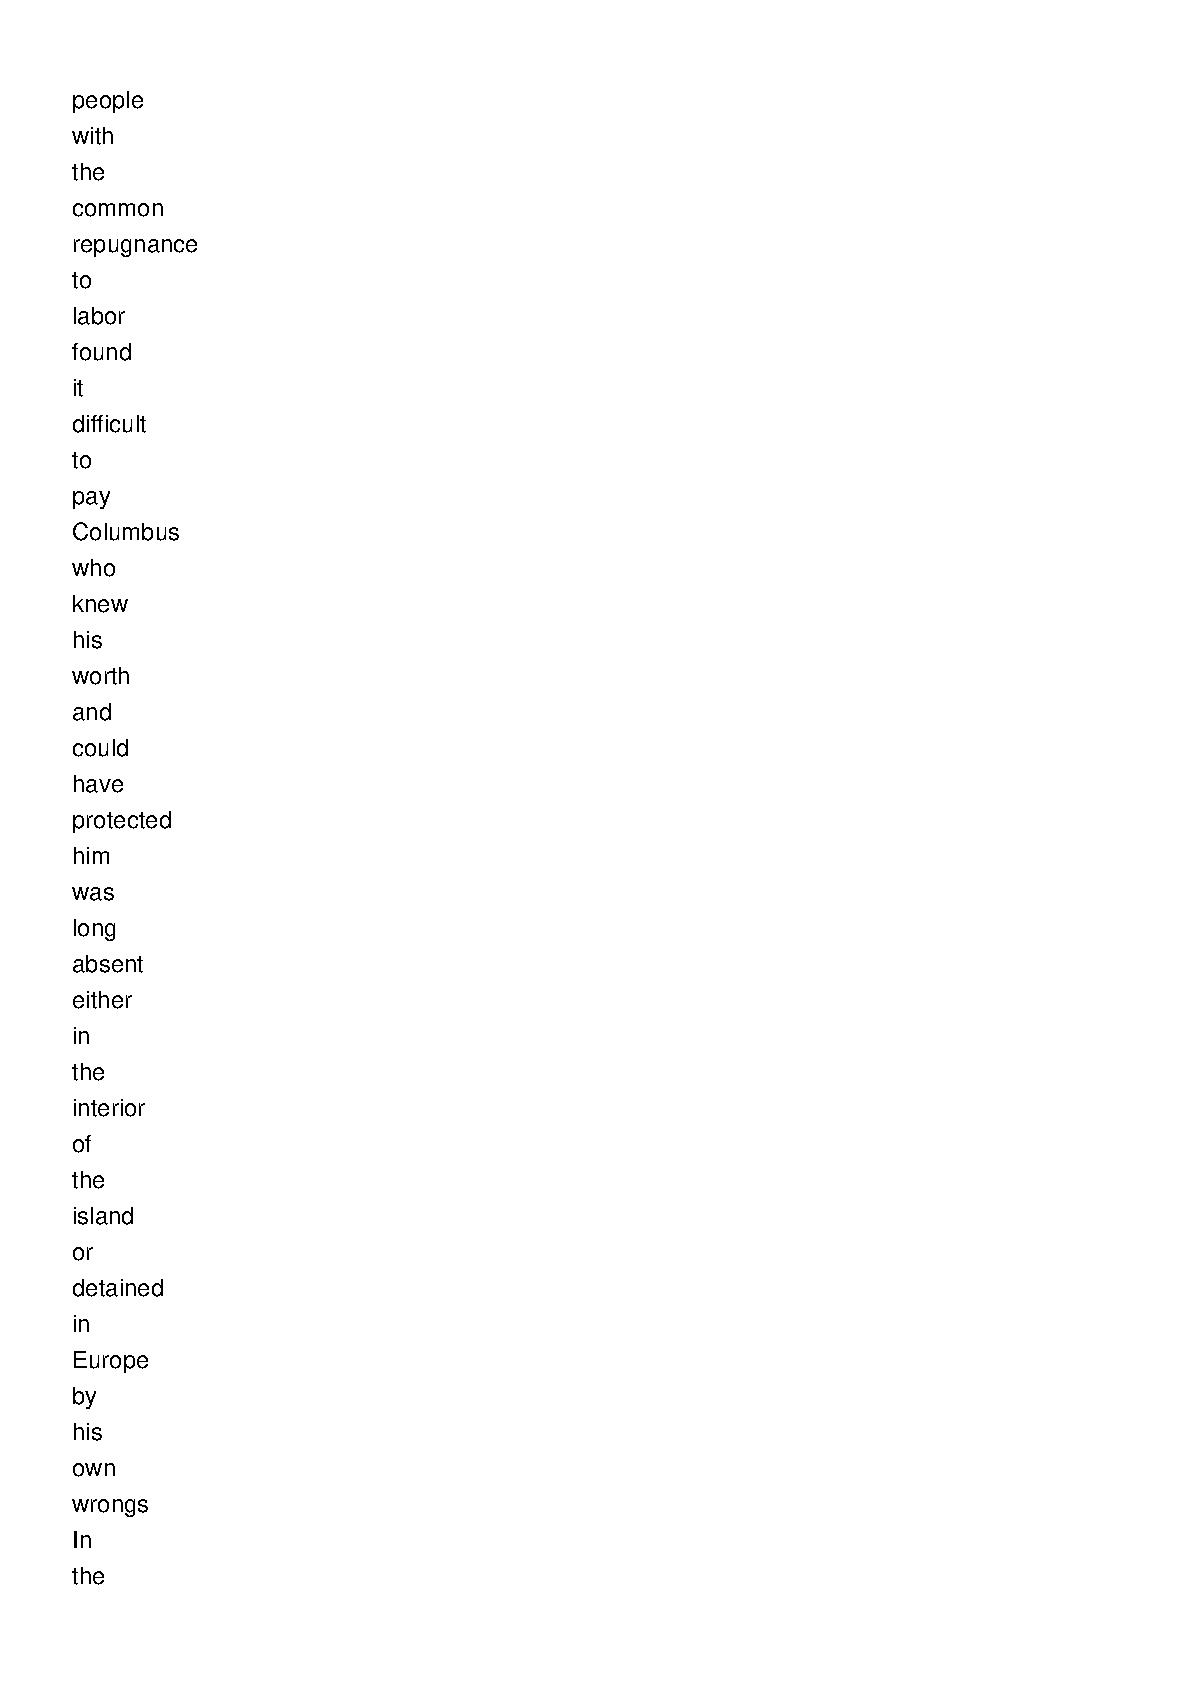 people
with
the
common
repugnance
to
labor
found
it
difficult
to
pay
Columbus
who
knew
his
worth
and
could
have
protected
him
was
long
absent
either
in
the
interior
of
the
island
or
detained
in
Europe
by
his
own
wrongs
In
the